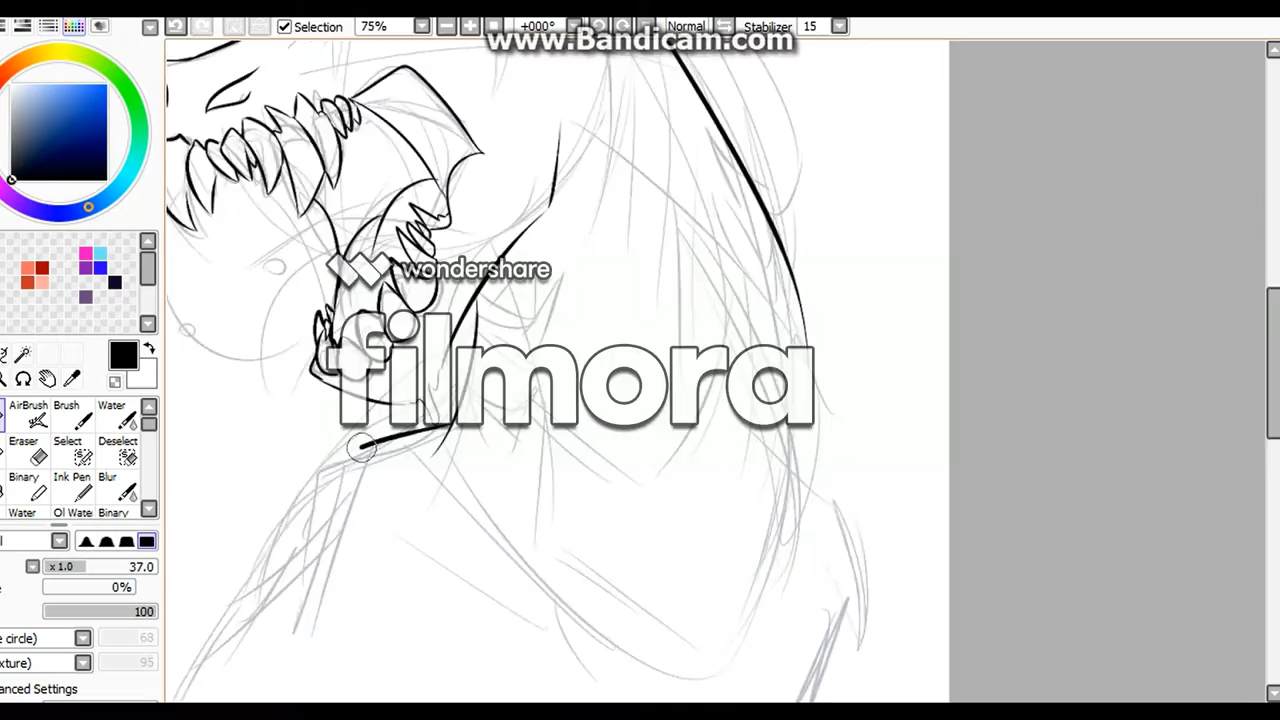 Selection 75% +000° Normal Stabilizer 15
www.Bandicam.com
wondershare
filmora
AirBrush Brush Water
Eraser Select Deselect
Binary Ink Pen Blur
Water Ol Wate Binary
x 1.0 37.0
0%
100
e circle) 68
xture) 95
anced Settings